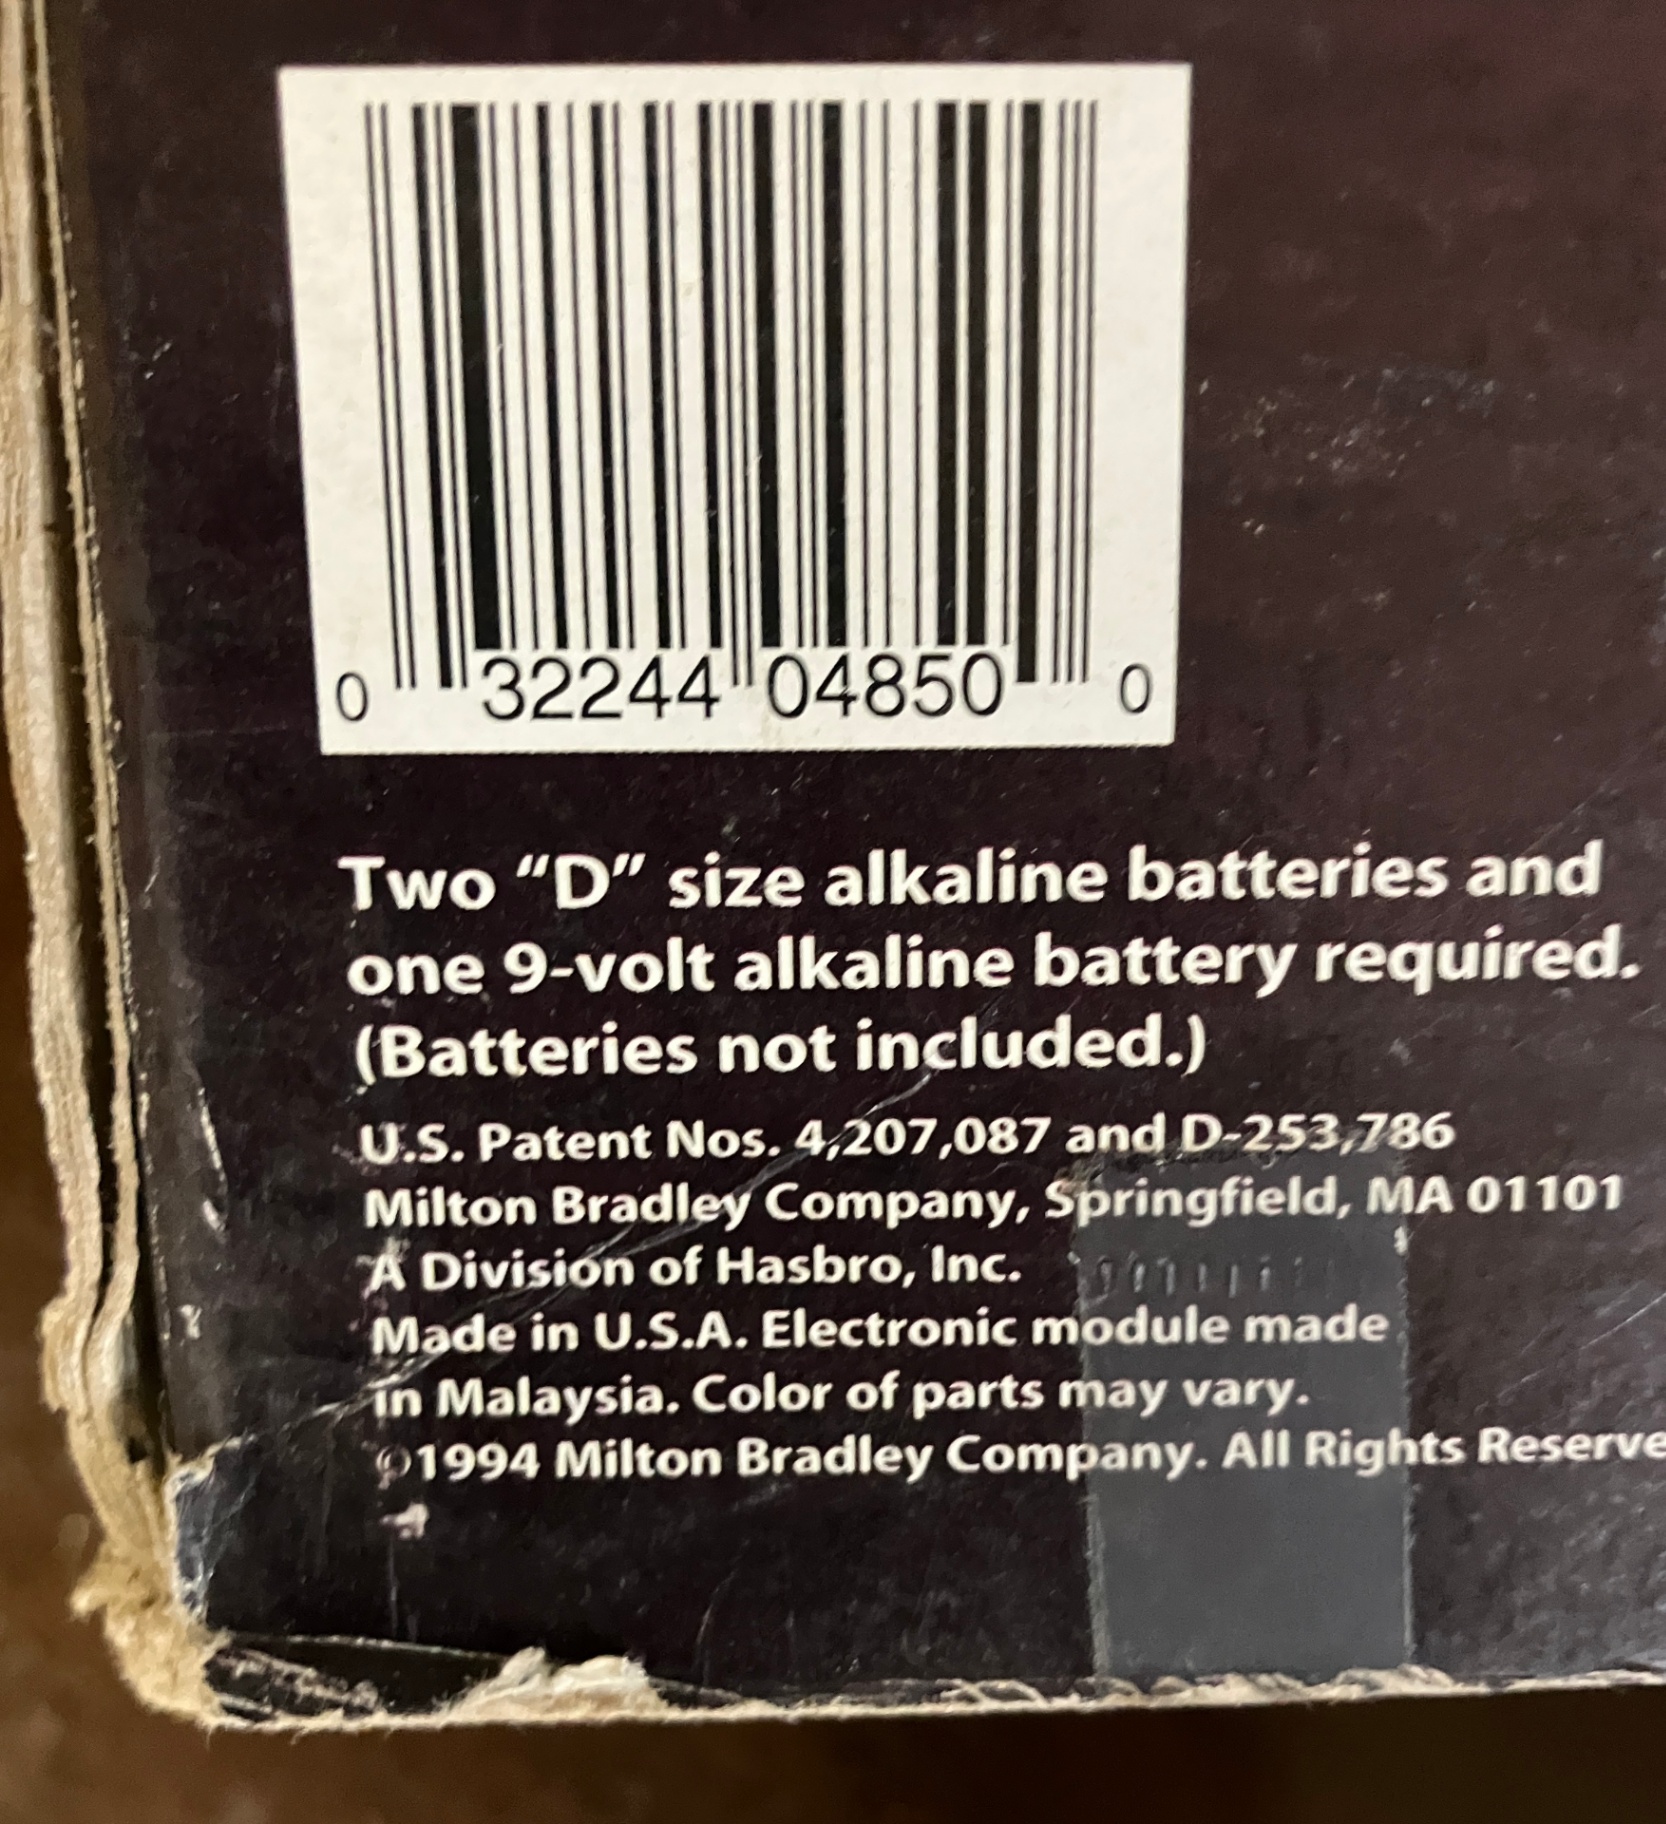 0 32244 04850 0
Two “D” size alkaline batteries and
one 9-volt alkaline battery required.
(Batteries not included.)
U.S. Patent Nos. 4,207,087 and D-253,786
Milton Bradley Company, Springfield, MA 01101
A Division of Hasbro, Inc.
Made in U.S.A. Electronic module made
in Malaysia. Color of parts may vary.
©1994 Milton Bradley Company. All Rights Reserve